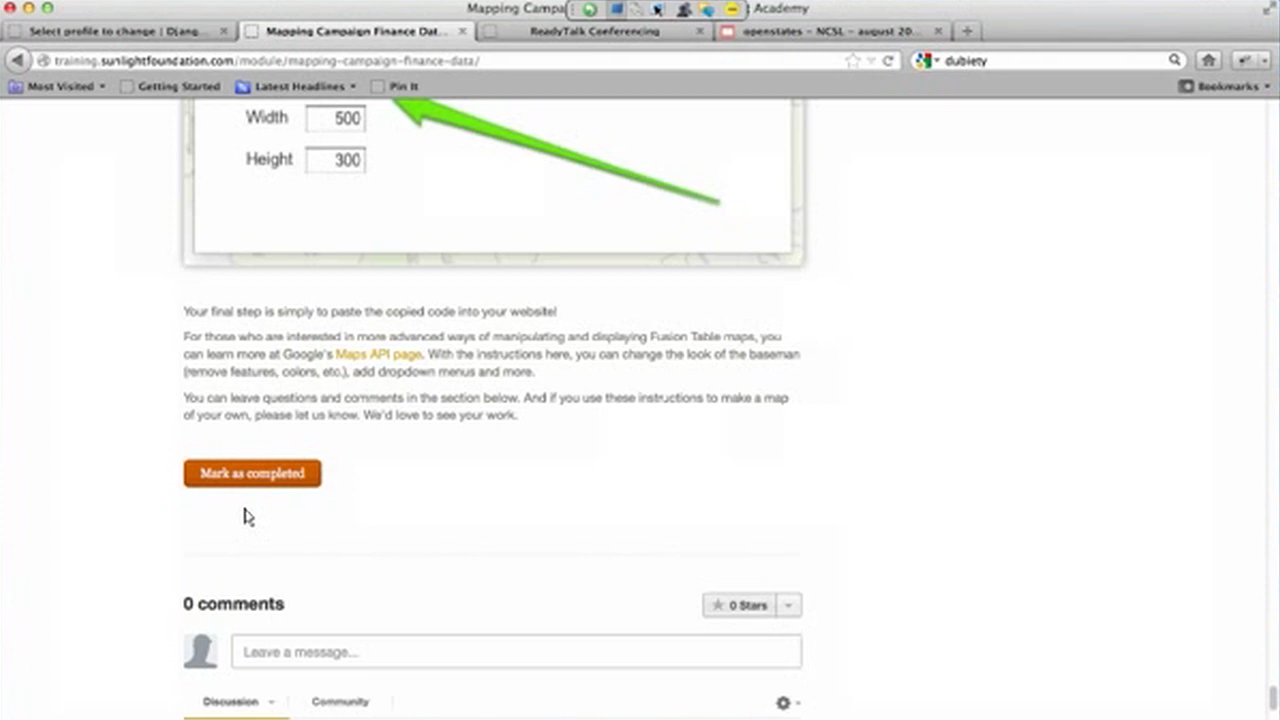 Mapping Campa
Academy
Select profile to change | Djang...
Mapping Campaign Finance Dat...
ReadyTalk Conferencing
openstates – NCSL – august 20...
training.sunlightfoundation.com/module/mapping-campaign-finance-data/
dubiety
Most Visited
Getting Started
Latest Headlines
Pin It
Bookmarks
Width 500
Height 300
Your final step is simply to paste the copied code into your website!
For those who are interested in more advanced ways of manipulating and displaying Fusion Table maps, you
can learn more at Google's Maps API page. With the instructions here, you can change the look of the baseman
(remove features, colors, etc.), add dropdown menus and more.
You can leave questions and comments in the section below. And if you use these instructions to make a map
of your own, please let us know. We'd love to see your work.
Mark as completed
0 comments
0 Stars
Leave a message...
Discussion
Community